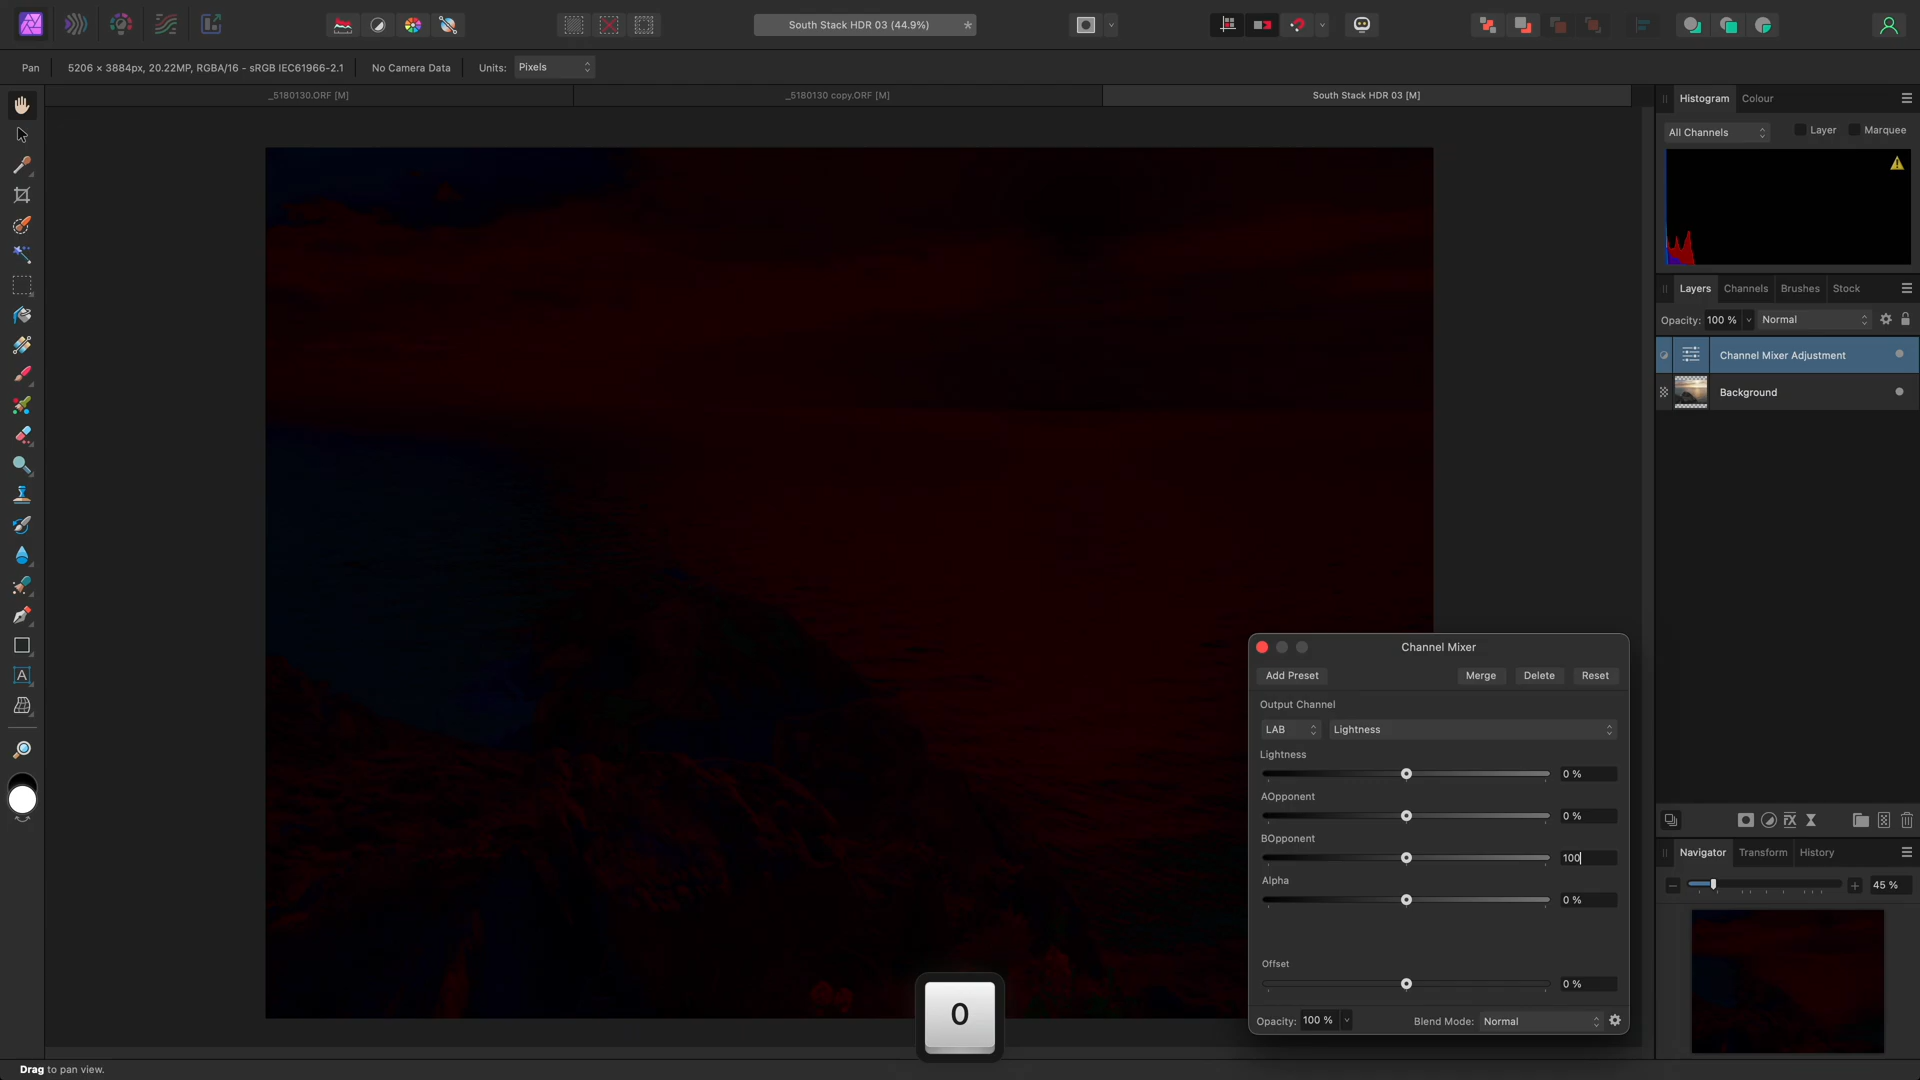 South Stack HDR 03 (44.9%)
*
Pan
5206 × 3884px, 20.22MP, RGBA/16 - sRGB IEC61966-2.1
No Camera Data
Units:
Pixels
_5180130.ORF [M]
_5180130 copy.ORF [M]
South Stack HDR 03 [M]
Histogram
Colour
All Channels
Layer
Marquee
Layers
Channels
Brushes
Stock
Opacity:
100 %
Normal
Channel Mixer Adjustment
Background
Channel Mixer
Add Preset
Merge
Delete
Reset
Output Channel
LAB
Lightness
Lightness
0 %
AOpponent
0 %
BOpponent
100
Alpha
0 %
Offset
0 %
Opacity:
100 %
Blend Mode:
Normal
Navigator
Transform
History
45 %
0
Drag to pan view.